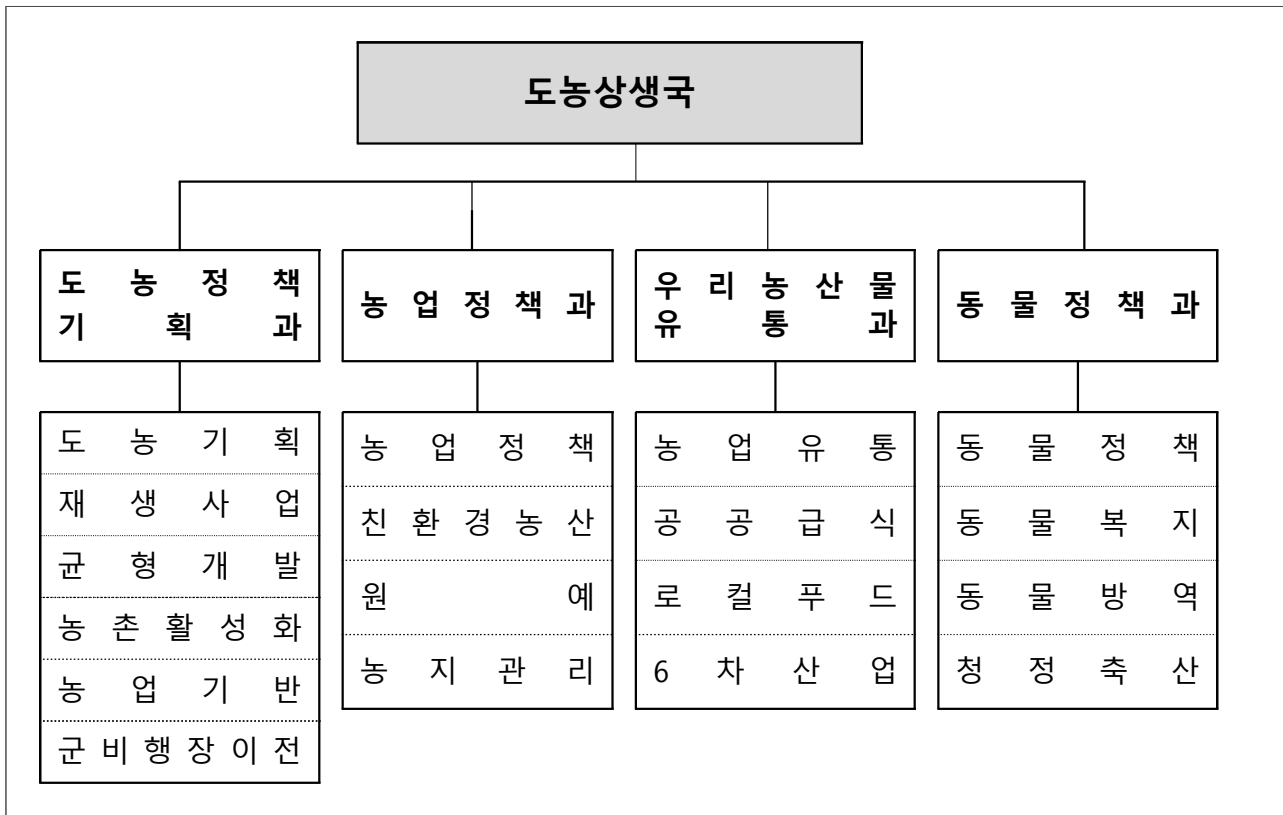 도농상생국
도농정책
기획과
농업정책과
우리농산물
유통과
동물정책과
도농기획
재생사업
균형개발
농촌활성화
농업기반
군비행장이전
농업정책
친환경농산
원예
농지관리
농업유통
공공급식
로컬푸드
6차산업
동물정책
동물복지
동물방역
청정축산